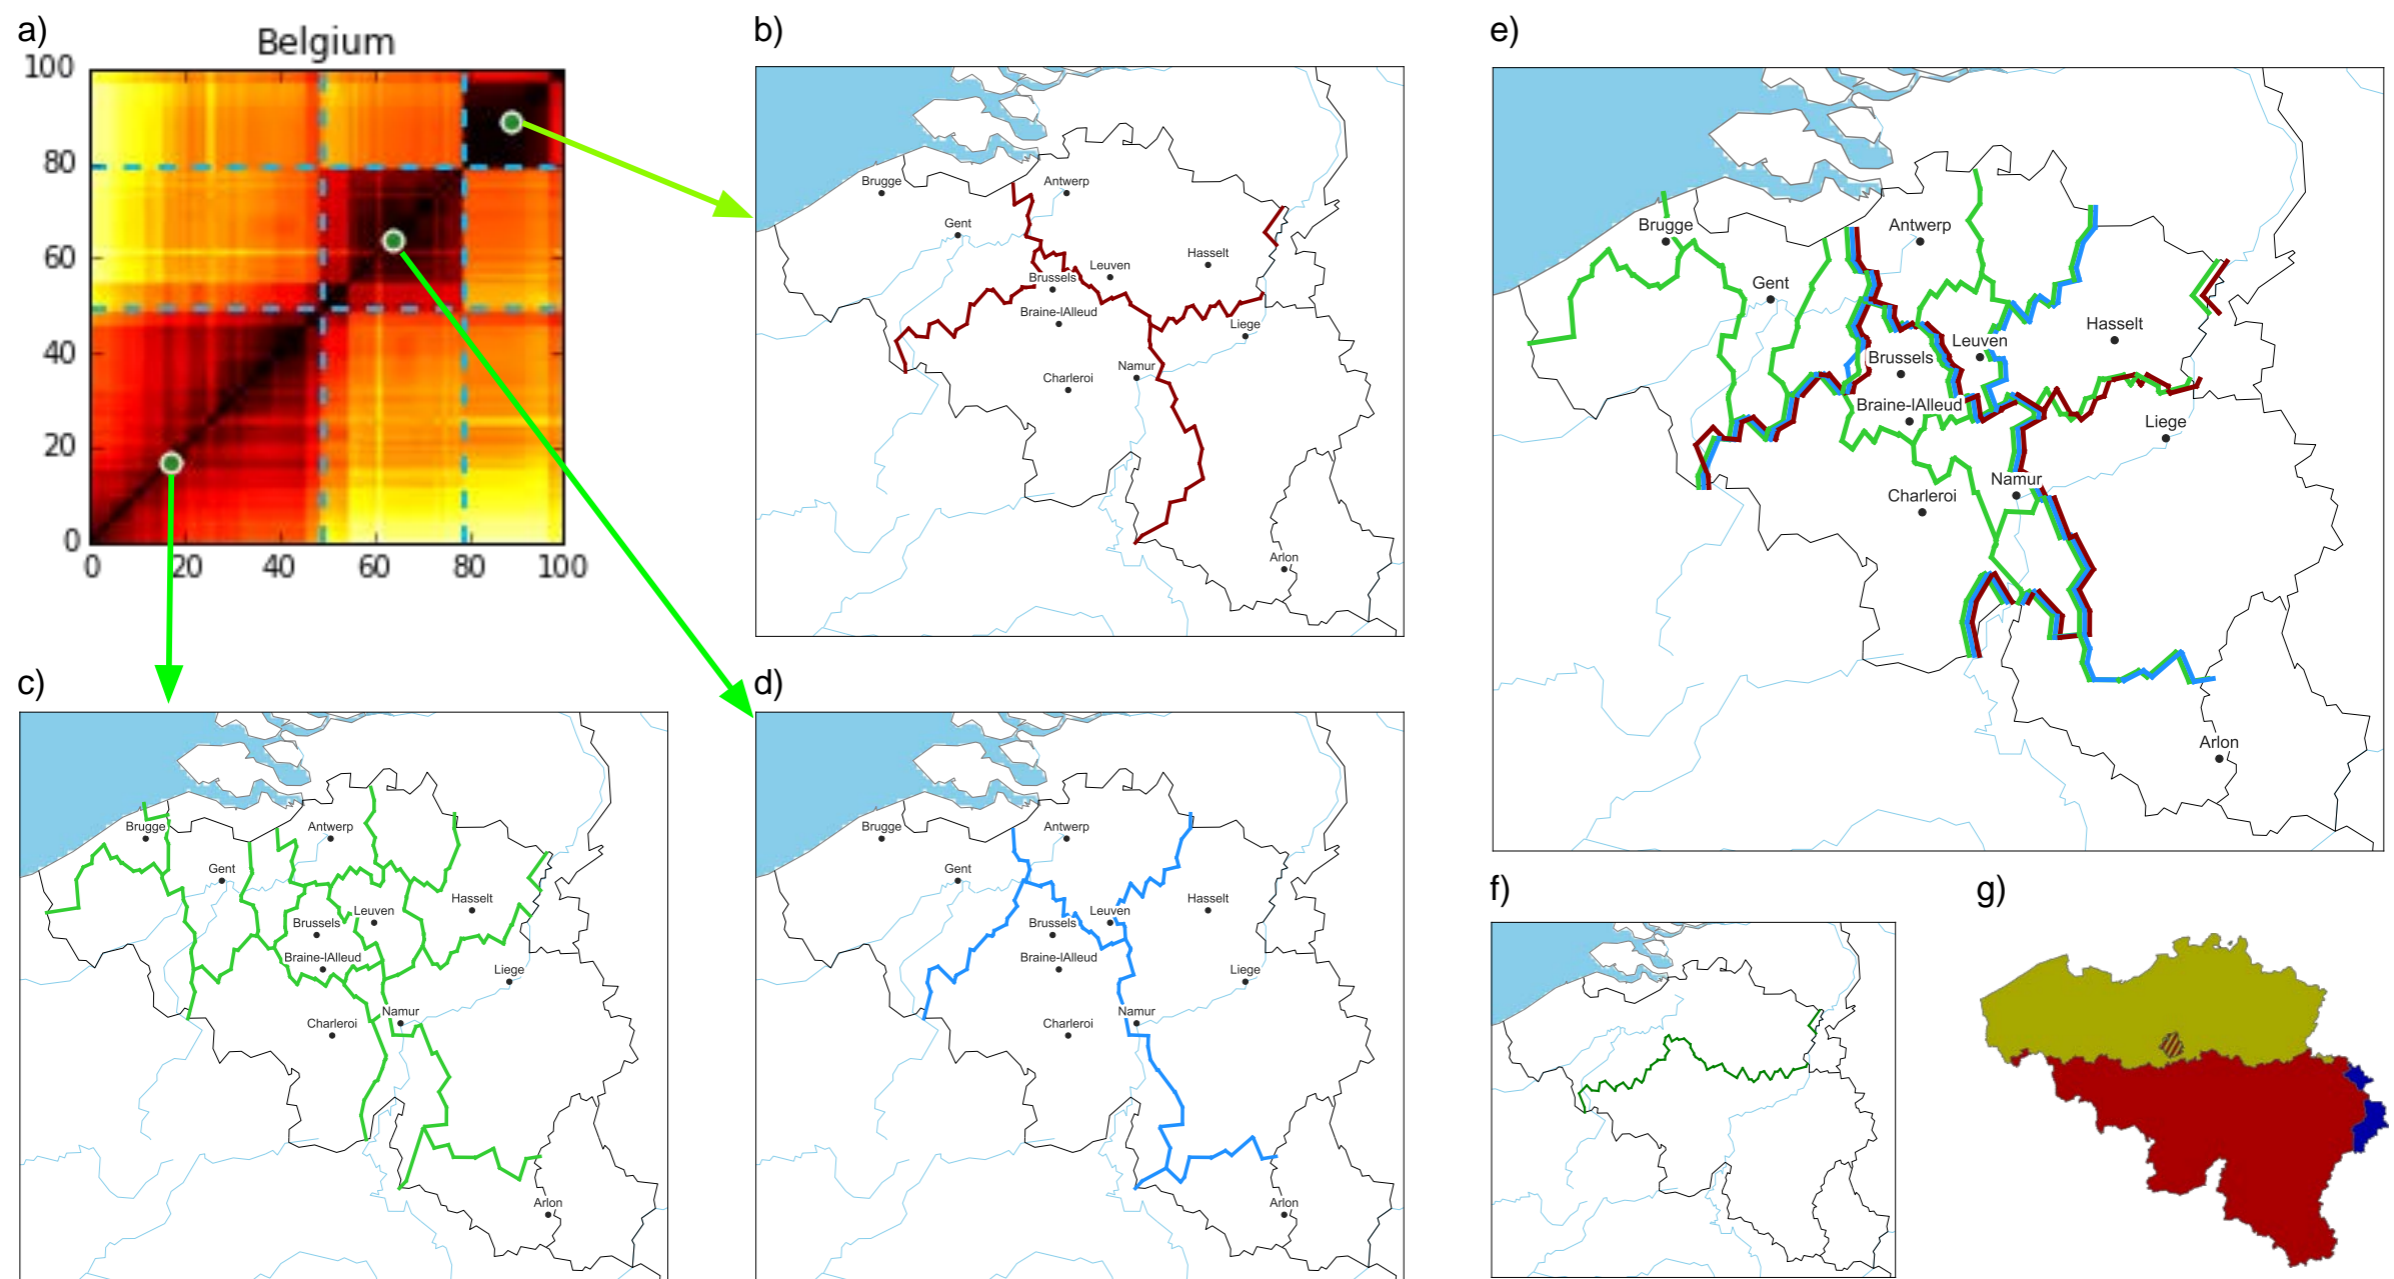 a)
Belgium
100
80
60
40
20
0
0 20 40 60 80 100
b)
Brugge
Antwerp
Gent
Hasselt
Leuven
Brussels
Braine-lAlleud
Liege
Namur
Charleroi
Arlon
e)
Brugge
Antwerp
Gent
Hasselt
Leuven
Brussels
Braine-lAlleud
Liege
Namur
Charleroi
Arlon
c)
Brugge
Antwerp
Gent
Hasselt
Leuven
Brussels
Braine-lAlleud
Liege
Namur
Charleroi
Arlon
d)
Brugge
Antwerp
Gent
Hasselt
Leuven
Brussels
Braine-lAlleud
Liege
Namur
Charleroi
Arlon
f)
g)